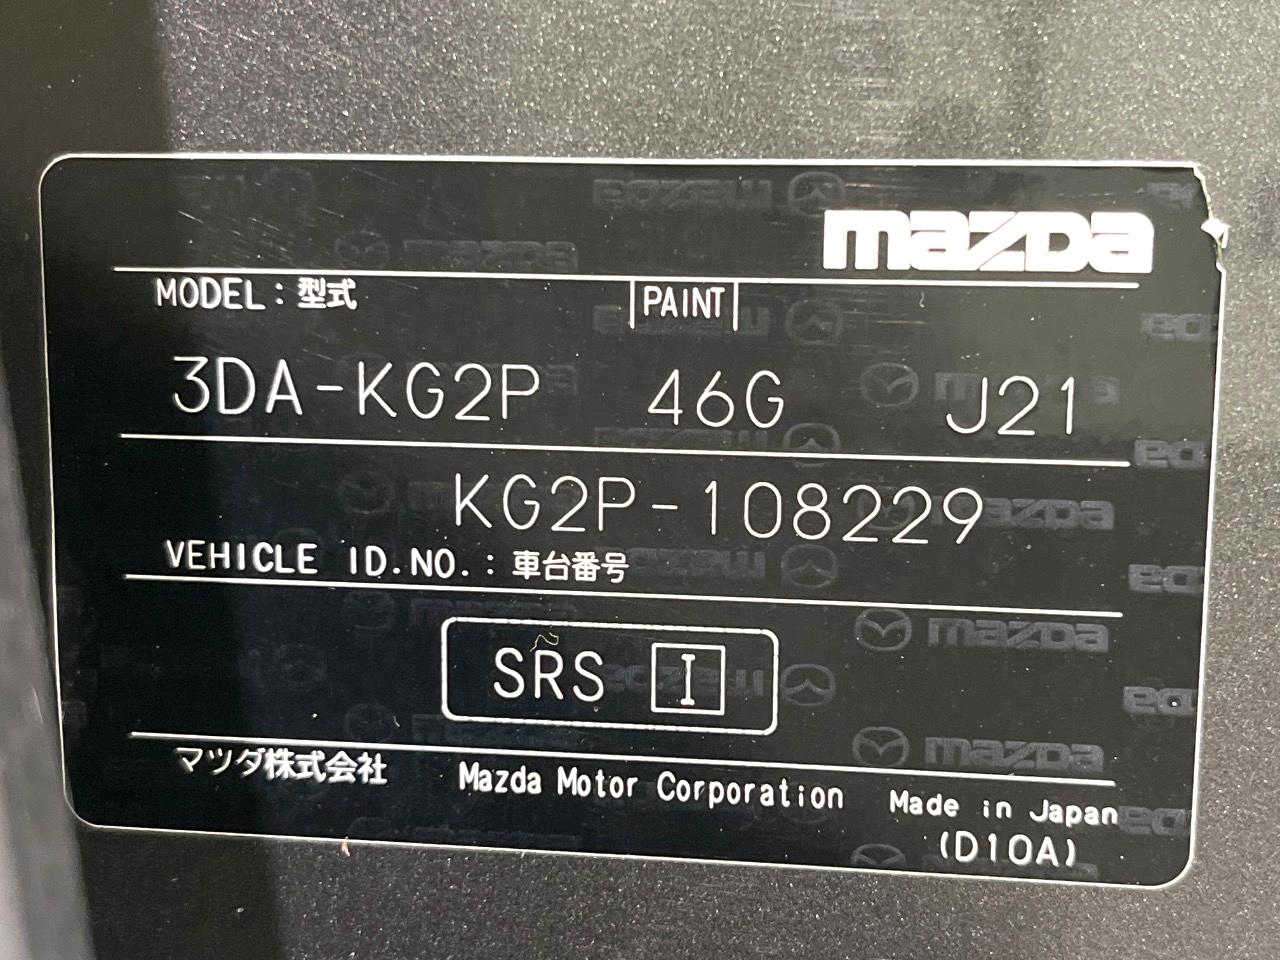 mazda
MODEL：型式 PAINT
3DA-KG2P 46G J21
KG2P-108229
VEHICLE ID.NO.：車台番号
SRS I
マツダ株式会社 Mazda Motor Corporation Made in Japan
(D10A)